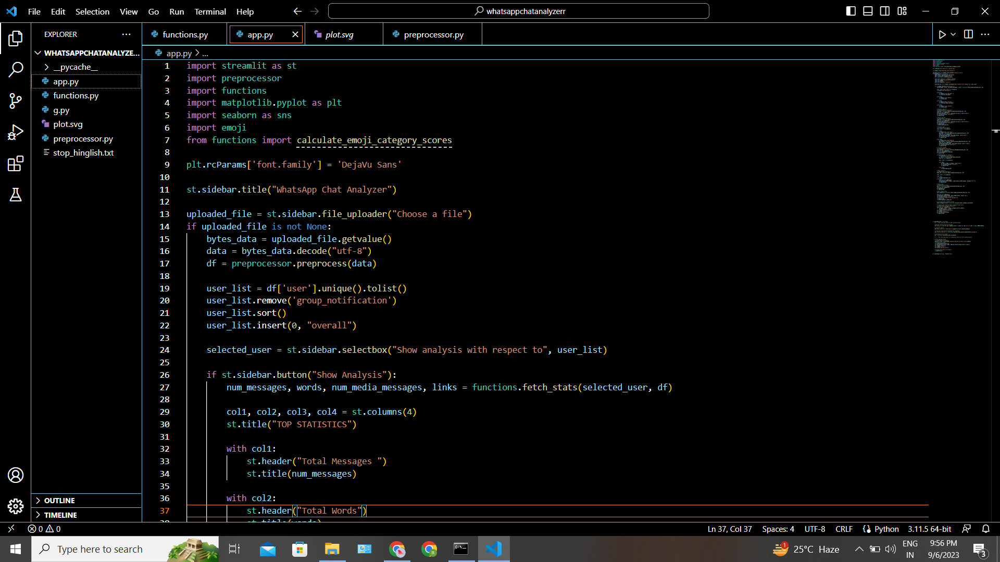 File Edit Selection View Go Run Terminal Help
whatsappchatanalyzerr
EXPLORER
WHATSAPPCHATANALYZE...
__pycache__
app.py
functions.py
g.py
plot.svg
preprocessor.py
stop_hinglish.txt
OUTLINE
TIMELINE
functions.py app.py plot.svg preprocessor.py
app.py > ...
1 import streamlit as st
2 import preprocessor
3 import functions
4 import matplotlib.pyplot as plt
5 import seaborn as sns
6 import emoji
7 from functions import calculate_emoji_category_scores
8
9 plt.rcParams['font.family'] = 'DejaVu Sans'
10
11 st.sidebar.title("WhatsApp Chat Analyzer")
12
13 uploaded_file = st.sidebar.file_uploader("Choose a file")
14 if uploaded_file is not None:
15 bytes_data = uploaded_file.getvalue()
16 data = bytes_data.decode("utf-8")
17 df = preprocessor.preprocess(data)
18
19 user_list = df['user'].unique().tolist()
20 user_list.remove('group_notification')
21 user_list.sort()
22 user_list.insert(0, "overall")
23
24 selected_user = st.sidebar.selectbox("Show analysis with respect to", user_list)
25
26 if st.sidebar.button("Show Analysis"):
27 num_messages, words, num_media_messages, links = functions.fetch_stats(selected_user, df)
28
29 col1, col2, col3, col4 = st.columns(4)
30 st.title("TOP STATISTICS")
31
32 with col1:
33 st.header("Total Messages ")
34 st.title(num_messages)
35
36 with col2:
37 st.header("Total Words")
38 st.title(words)
0 0
Ln 37, Col 37 Spaces: 4 UTF-8 CRLF Python 3.11.5 64-bit
Type here to search
1
25°C Haze
ENG
IN
9:56 PM
9/6/2023
3